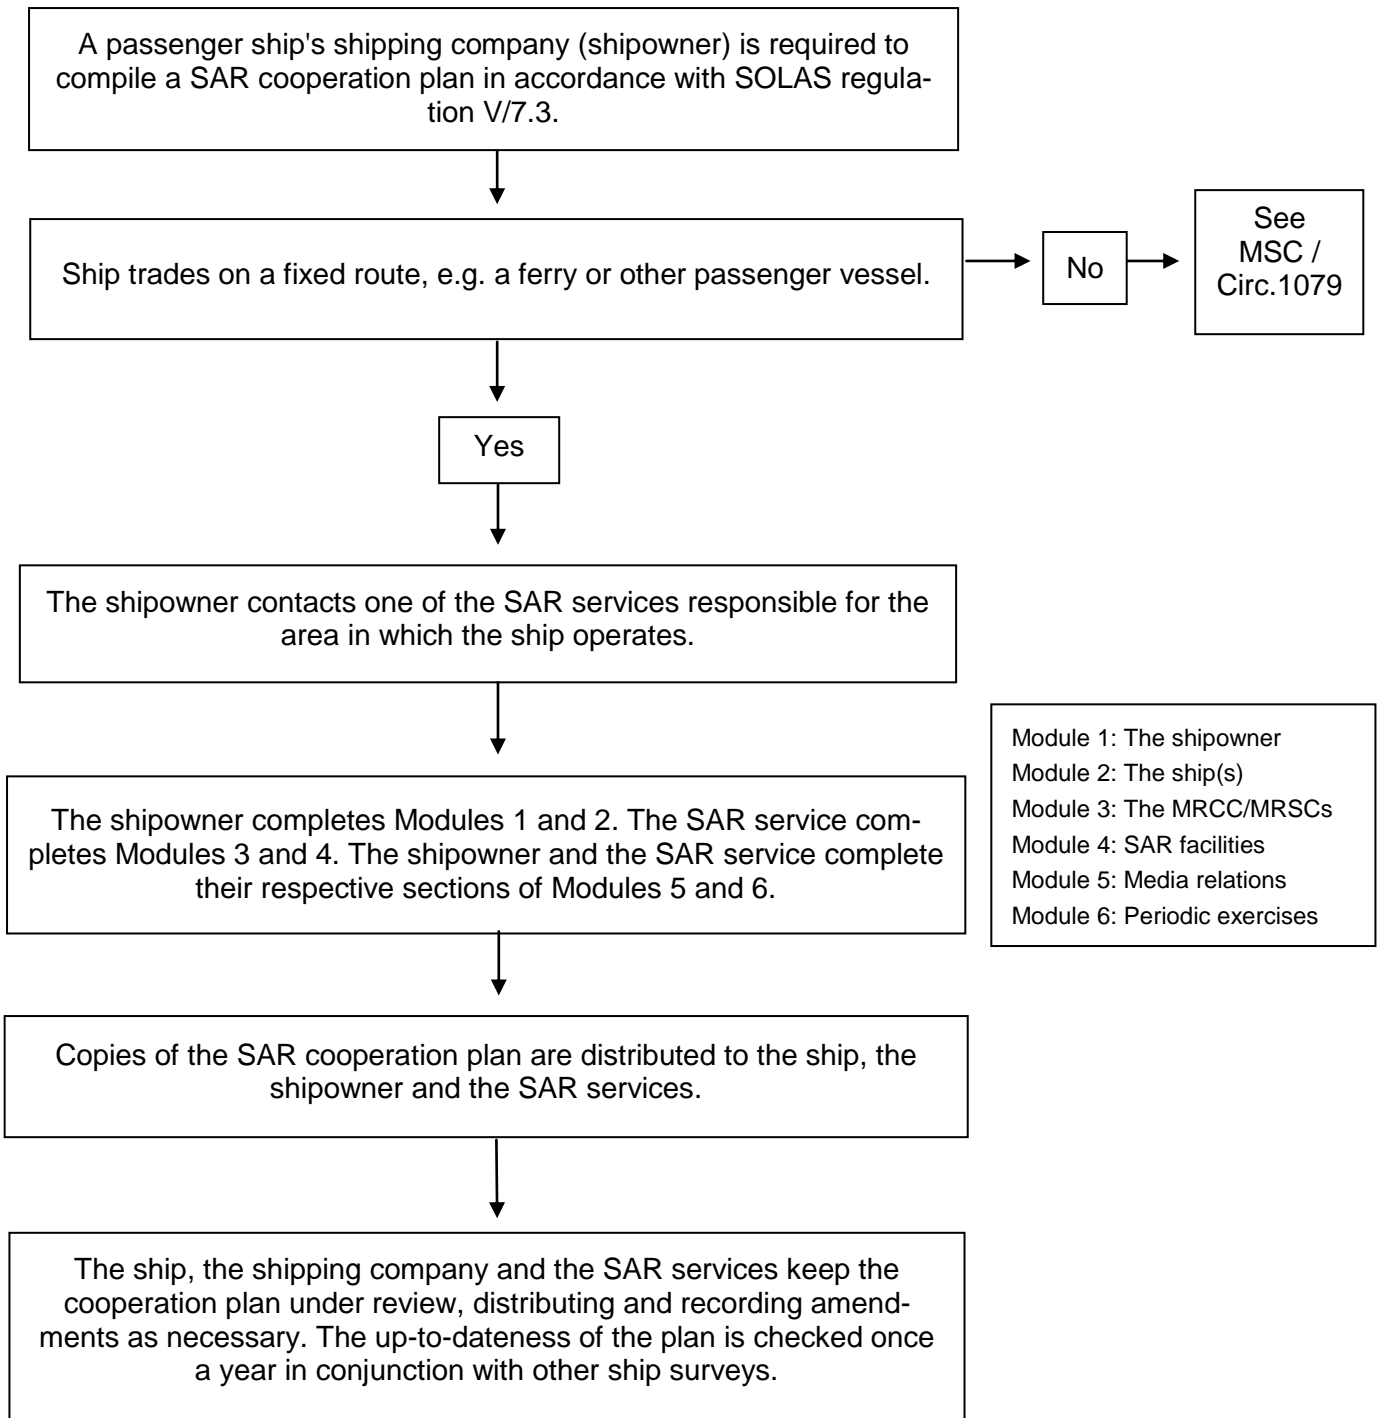 A passenger ship's shipping company (shipowner) is required to
compile a SAR cooperation plan in accordance with SOLAS regula-
tion V/7.3.
Ship trades on a fixed route, e.g. a ferry or other passenger vessel.
No
See
MSC /
Circ.1079
Yes
The shipowner contacts one of the SAR services responsible for the
area in which the ship operates.
The shipowner completes Modules 1 and 2. The SAR service com-
pletes Modules 3 and 4. The shipowner and the SAR service complete
their respective sections of Modules 5 and 6.
Module 1: The shipowner
Module 2: The ship(s)
Module 3: The MRCC/MRSCs
Module 4: SAR facilities
Module 5: Media relations
Module 6: Periodic exercises
Copies of the SAR cooperation plan are distributed to the ship, the
shipowner and the SAR services.
The ship, the shipping company and the SAR services keep the
cooperation plan under review, distributing and recording amend-
ments as necessary. The up-to-dateness of the plan is checked once
a year in conjunction with other ship surveys.